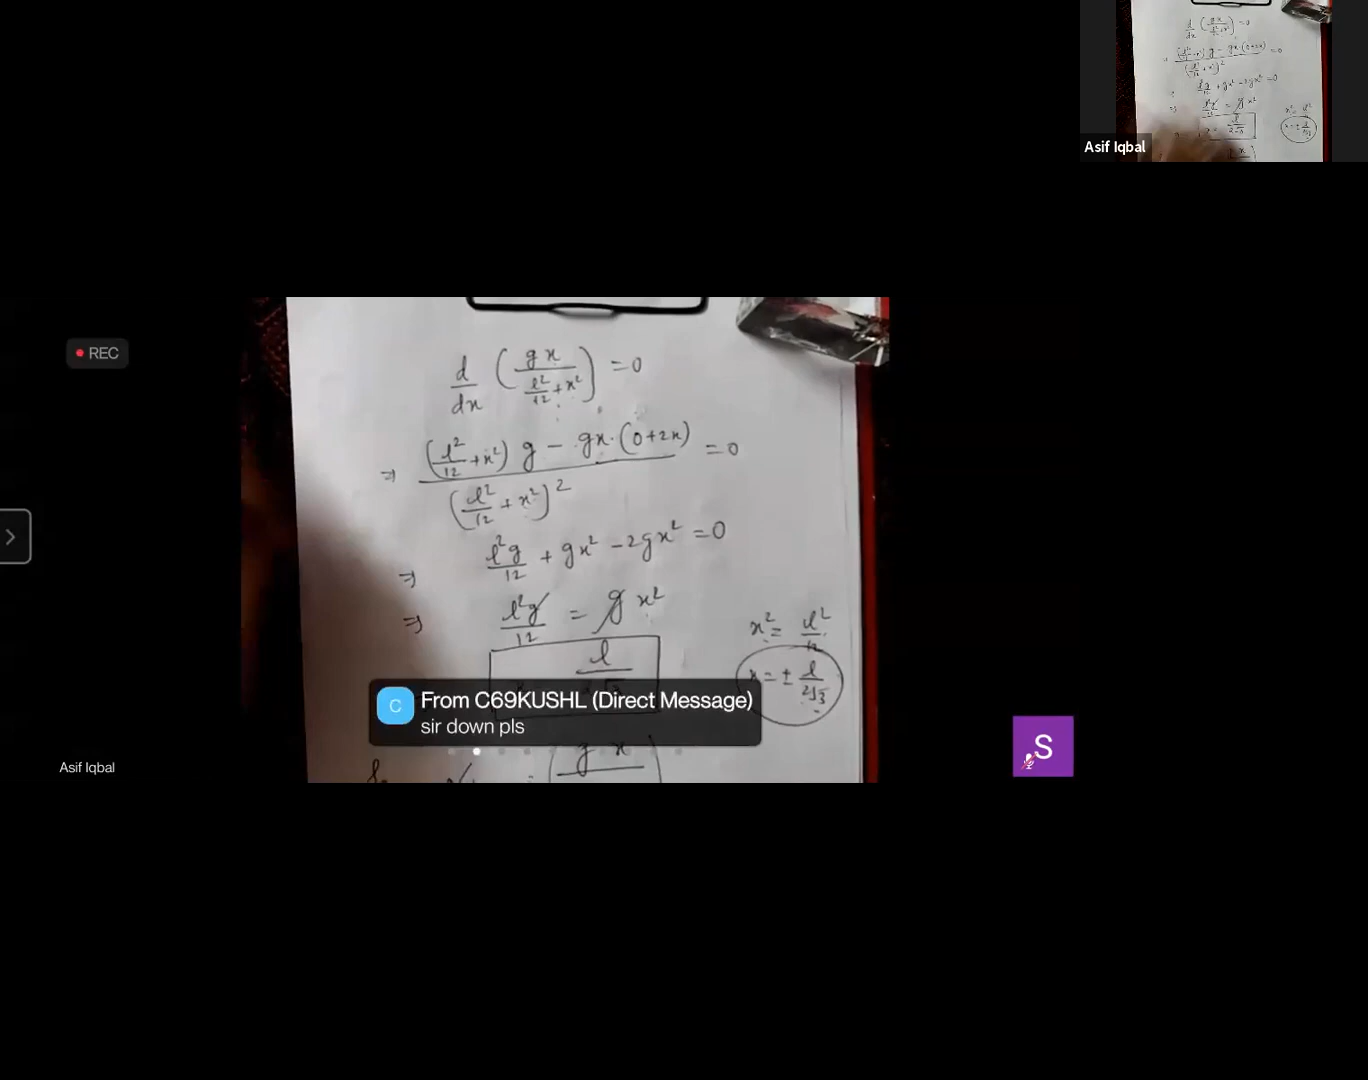 d/dx (gx / (l²/12 + x²)) = 0
⇒ ((l²/12 + x²) g − gx·(0+2x)) / (l²/12 + x²)² = 0
⇒ l²g/12 + gx² − 2gx² = 0
⇒ l²g/12 = gx²
x² = l²/12
x = ± l/2√3
l
g x
REC
From C69KUSHL (Direct Message)
C
sir down pls
Asif Iqbal
S
Asif Iqbal